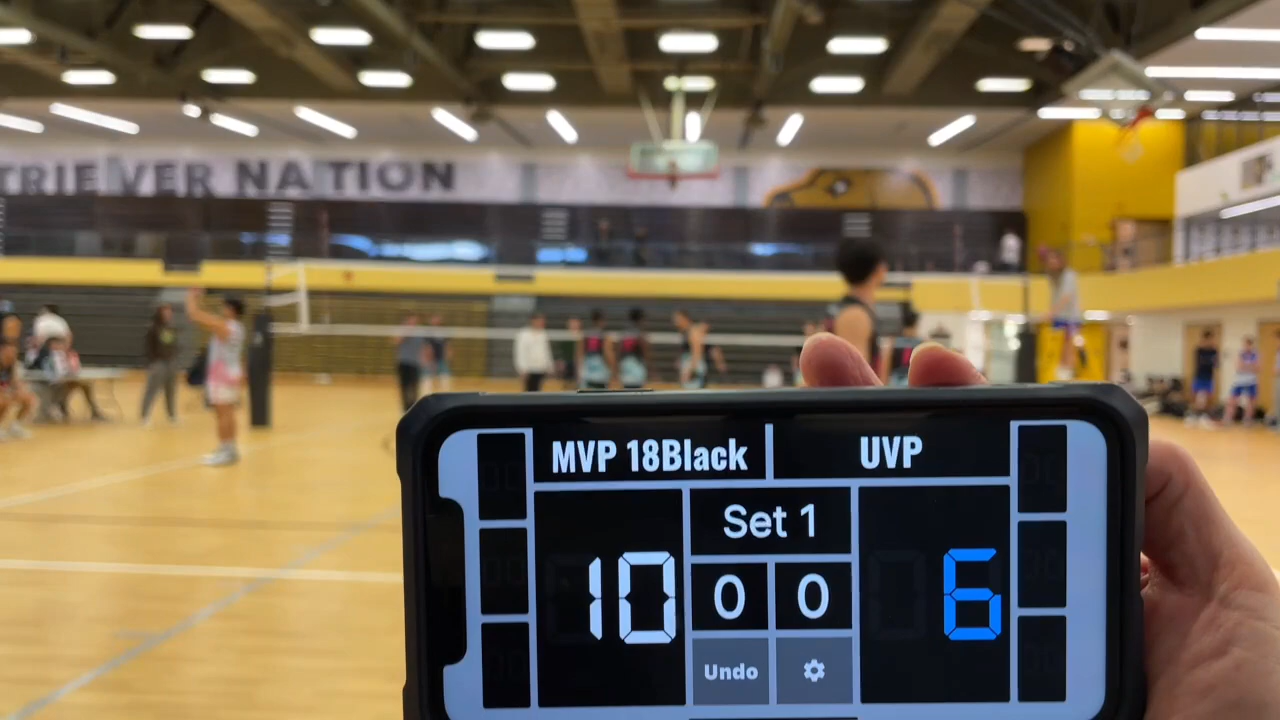 TRIEVER NATION
MVP 18Black UVP
Set 1
10 0 0 6
Undo